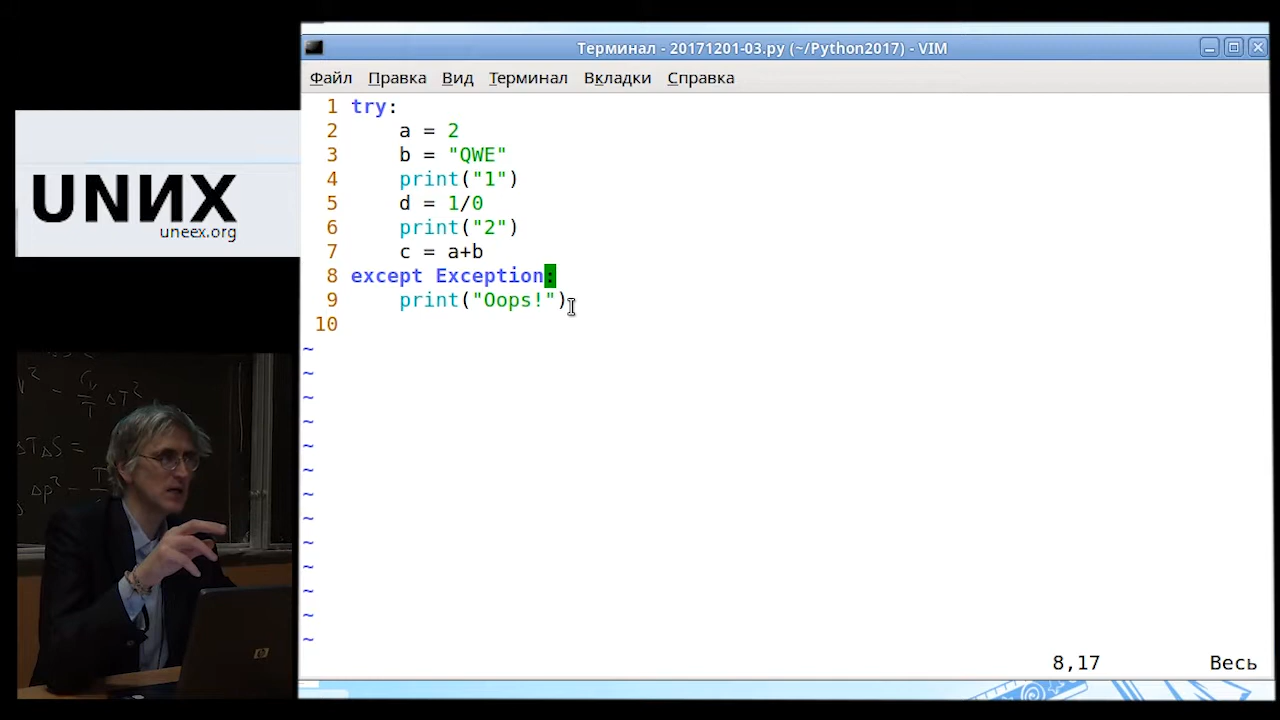 Терминал - 20171201-03.py (~/Python2017) - VIM
Файл Правка Вид Терминал Вкладки Справка
1 try:
2     a = 2
3     b = "QWE"
4     print("1")
5     d = 1/0
6     print("2")
7     c = a+b
8 except Exception:
9     print("Oops!")
10
~
~
~
~
~
~
~
~
~
~
~
~
~
8,17 Весь
UNИX
uneex.org
hp